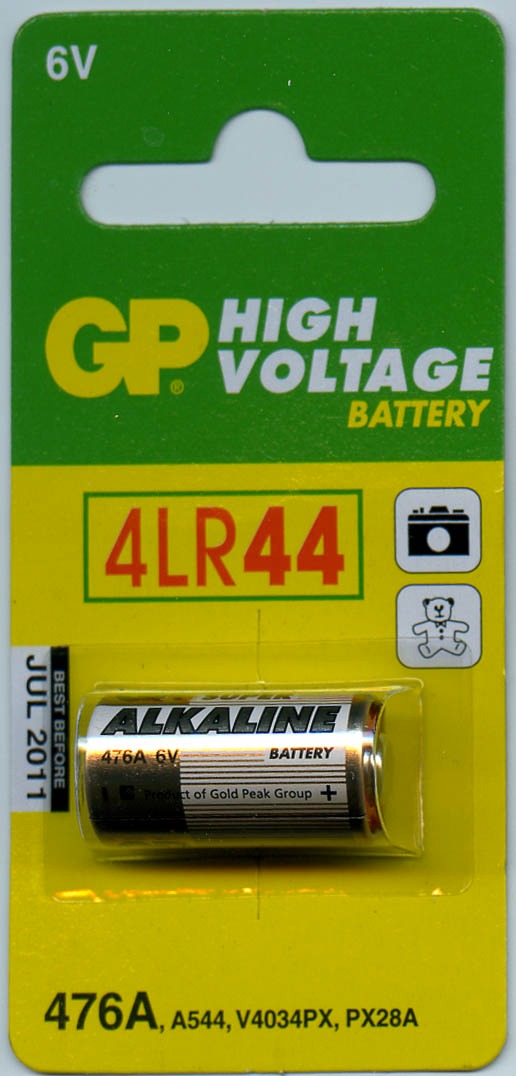 6V
GP®
HIGH
VOLTAGE
BATTERY
4LR44
BEST BEFORE
JUL 2011
SUPER
ALKALINE
476A 6V
BATTERY
Product of Gold Peak Group +
476A, A544, V4034PX, PX28A